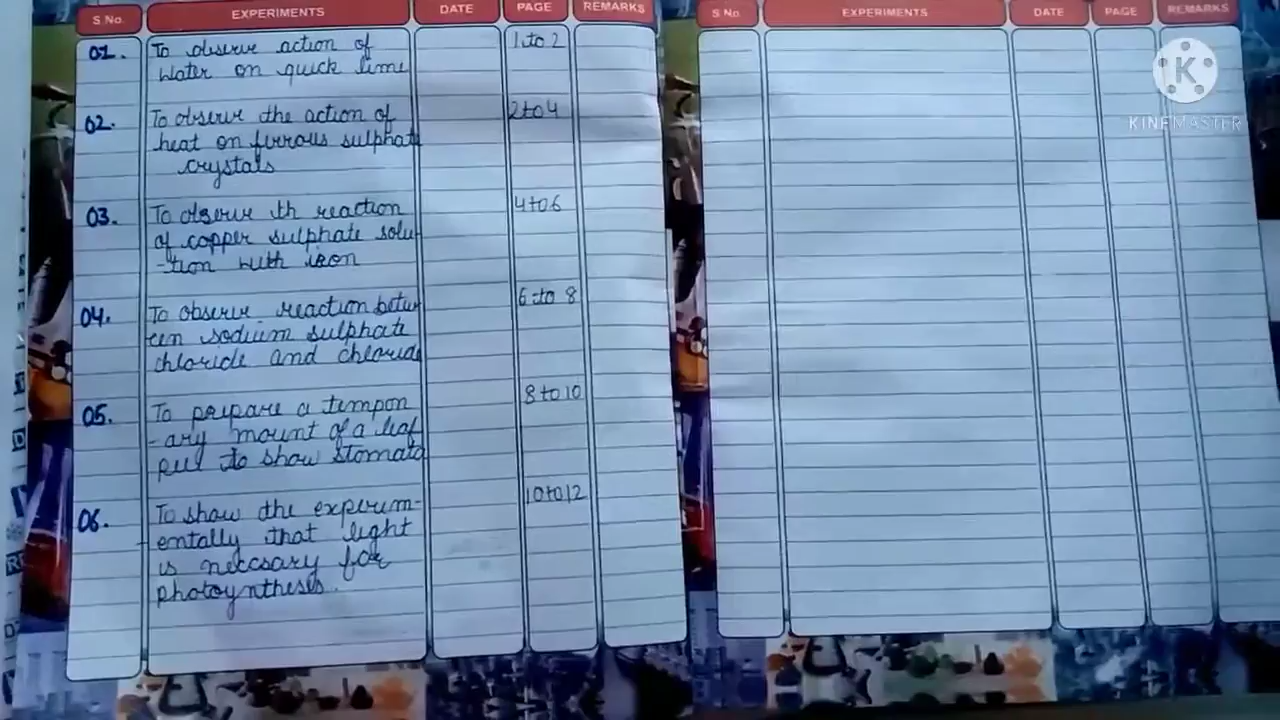 S.No. EXPERIMENTS DATE PAGE REMARKS
01. To observe action of 1 to 2
water on quick lime
02. To observe the action of 2 to 4
heat on ferrous sulphate
crystals
03. To observe th reaction 4 to 6
of copper sulphate solu
-tion with iron
04. To observe reaction betw 6 to 8
een sodium sulphate
chloride and chloride
05. To prepare a tempon 8 to 10
-ary mount of a leaf
peel to show stomata
06. To show the experim- 10 to 12
entally that light
is neccsary for
photoynthesis.
S No. EXPERIMENTS DATE PAGE REMARKS
K
KINEMASTER